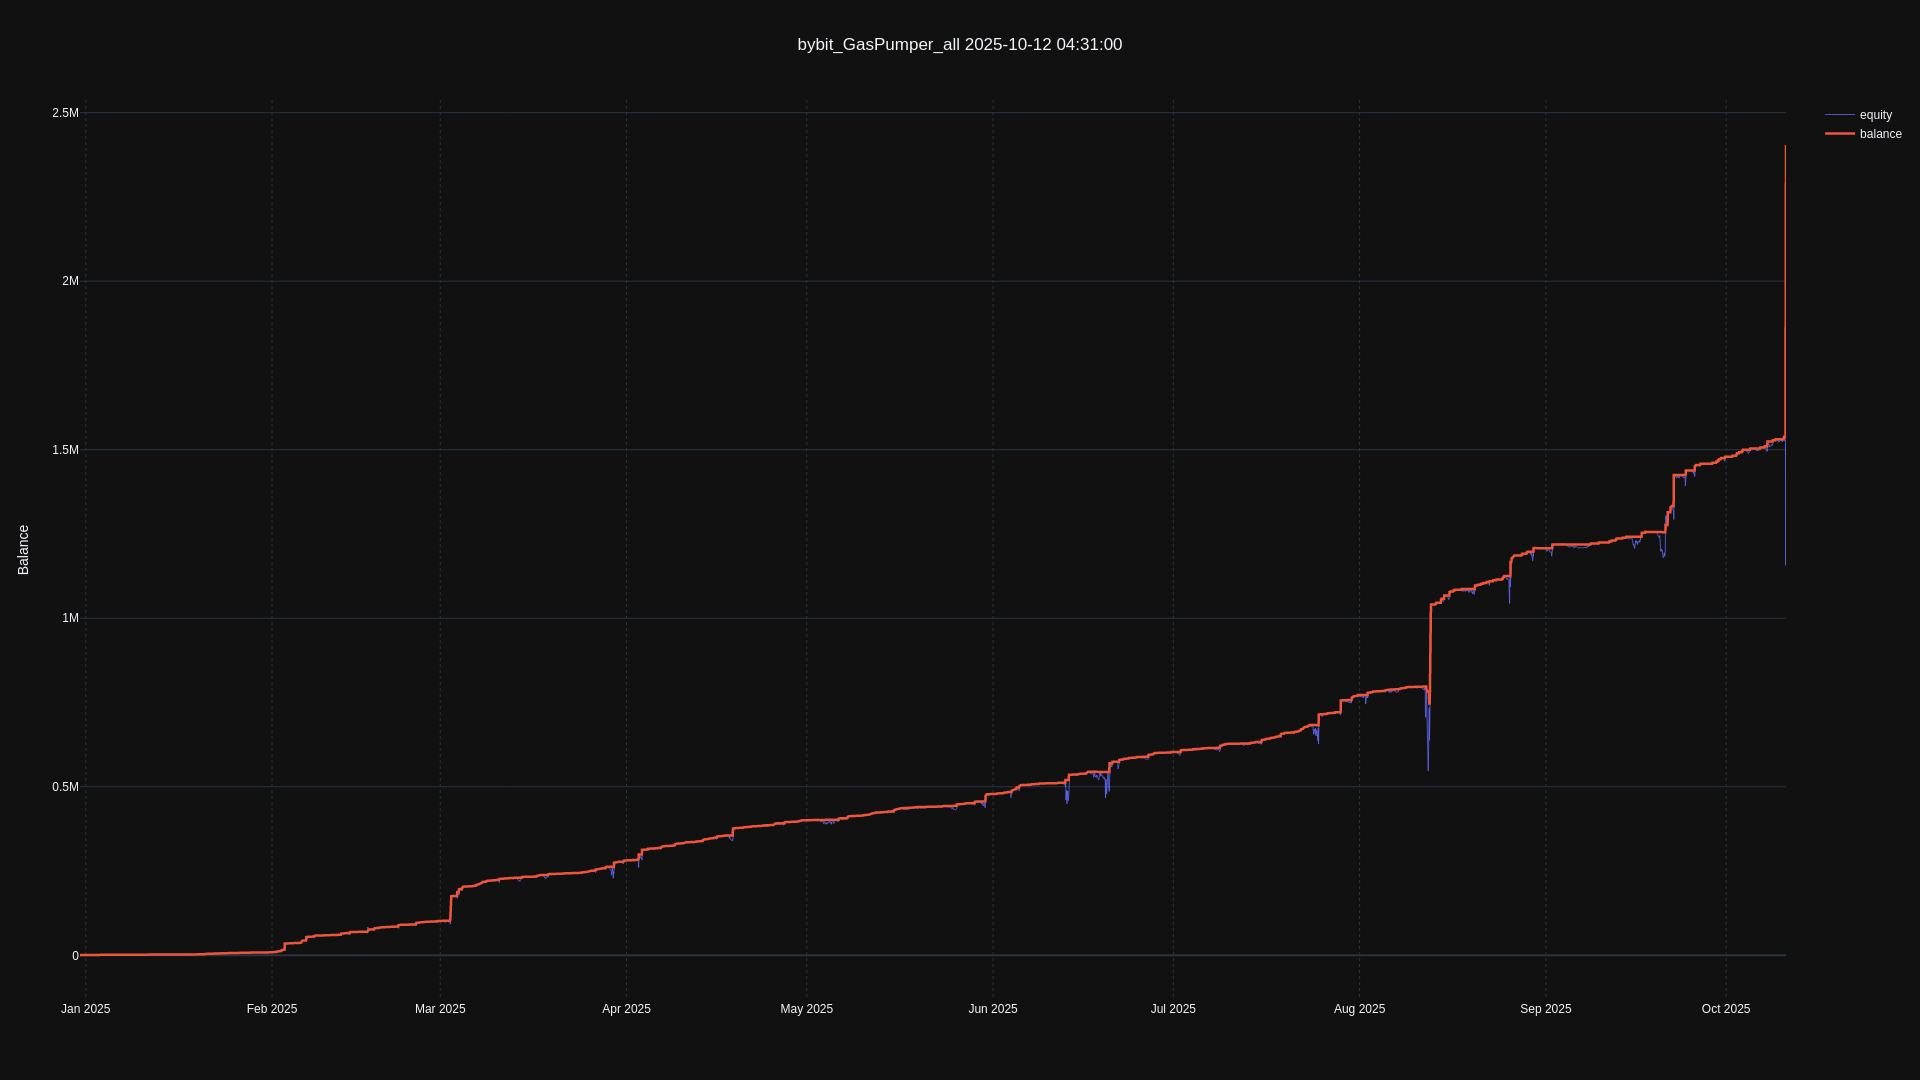 bybit_GasPumper_all 2025-10-12 04:31:00
equity
balance
Balance
2.5M
2M
1.5M
1M
0.5M
0
Jan 2025
Feb 2025
Mar 2025
Apr 2025
May 2025
Jun 2025
Jul 2025
Aug 2025
Sep 2025
Oct 2025